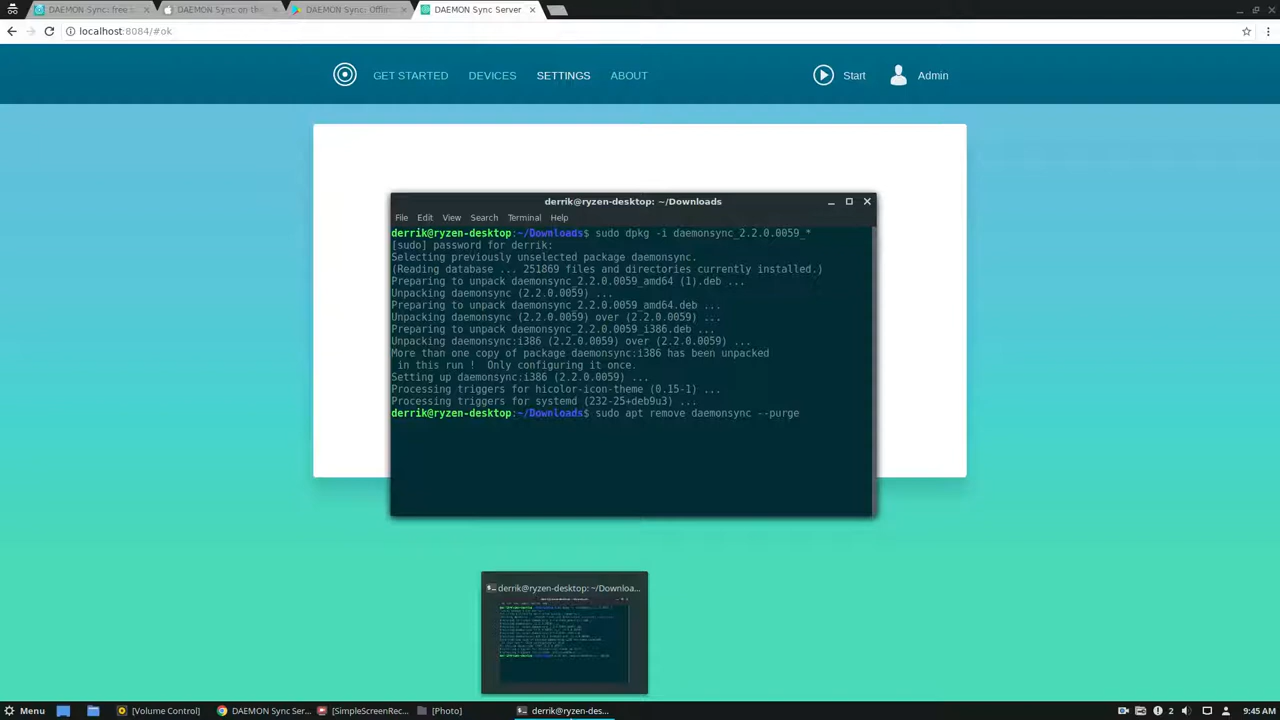 DAEMON Sync: free s
DAEMON Sync on th
DAEMON Sync: Offlin
DAEMON Sync Server
localhost:8084/#ok
GET STARTED
DEVICES
SETTINGS
ABOUT
Start
Admin
derrik@ryzen-desktop: ~/Downloads
File Edit View Search Terminal Help
derrik@ryzen-desktop:~/Downloads$ sudo dpkg -i daemonsync_2.2.0.0059_*
[sudo] password for derrik:
Selecting previously unselected package daemonsync.
(Reading database ... 251869 files and directories currently installed.)
Preparing to unpack daemonsync_2.2.0.0059_amd64 (1).deb ...
Unpacking daemonsync (2.2.0.0059) ...
Preparing to unpack daemonsync_2.2.0.0059_amd64.deb ...
Unpacking daemonsync (2.2.0.0059) over (2.2.0.0059) ...
Preparing to unpack daemonsync_2.2.0.0059_i386.deb ...
Unpacking daemonsync:i386 (2.2.0.0059) over (2.2.0.0059) ...
More than one copy of package daemonsync:i386 has been unpacked
 in this run !  Only configuring it once.
Setting up daemonsync:i386 (2.2.0.0059) ...
Processing triggers for hicolor-icon-theme (0.15-1) ...
Processing triggers for systemd (232-25+deb9u3) ...
derrik@ryzen-desktop:~/Downloads$ sudo apt remove daemonsync --purge
derrik@ryzen-desktop: ~/Downloa...
Menu
[Volume Control]
DAEMON Sync Ser...
[SimpleScreenRec...
[Photo]
derrik@ryzen-des...
2
9:45 AM